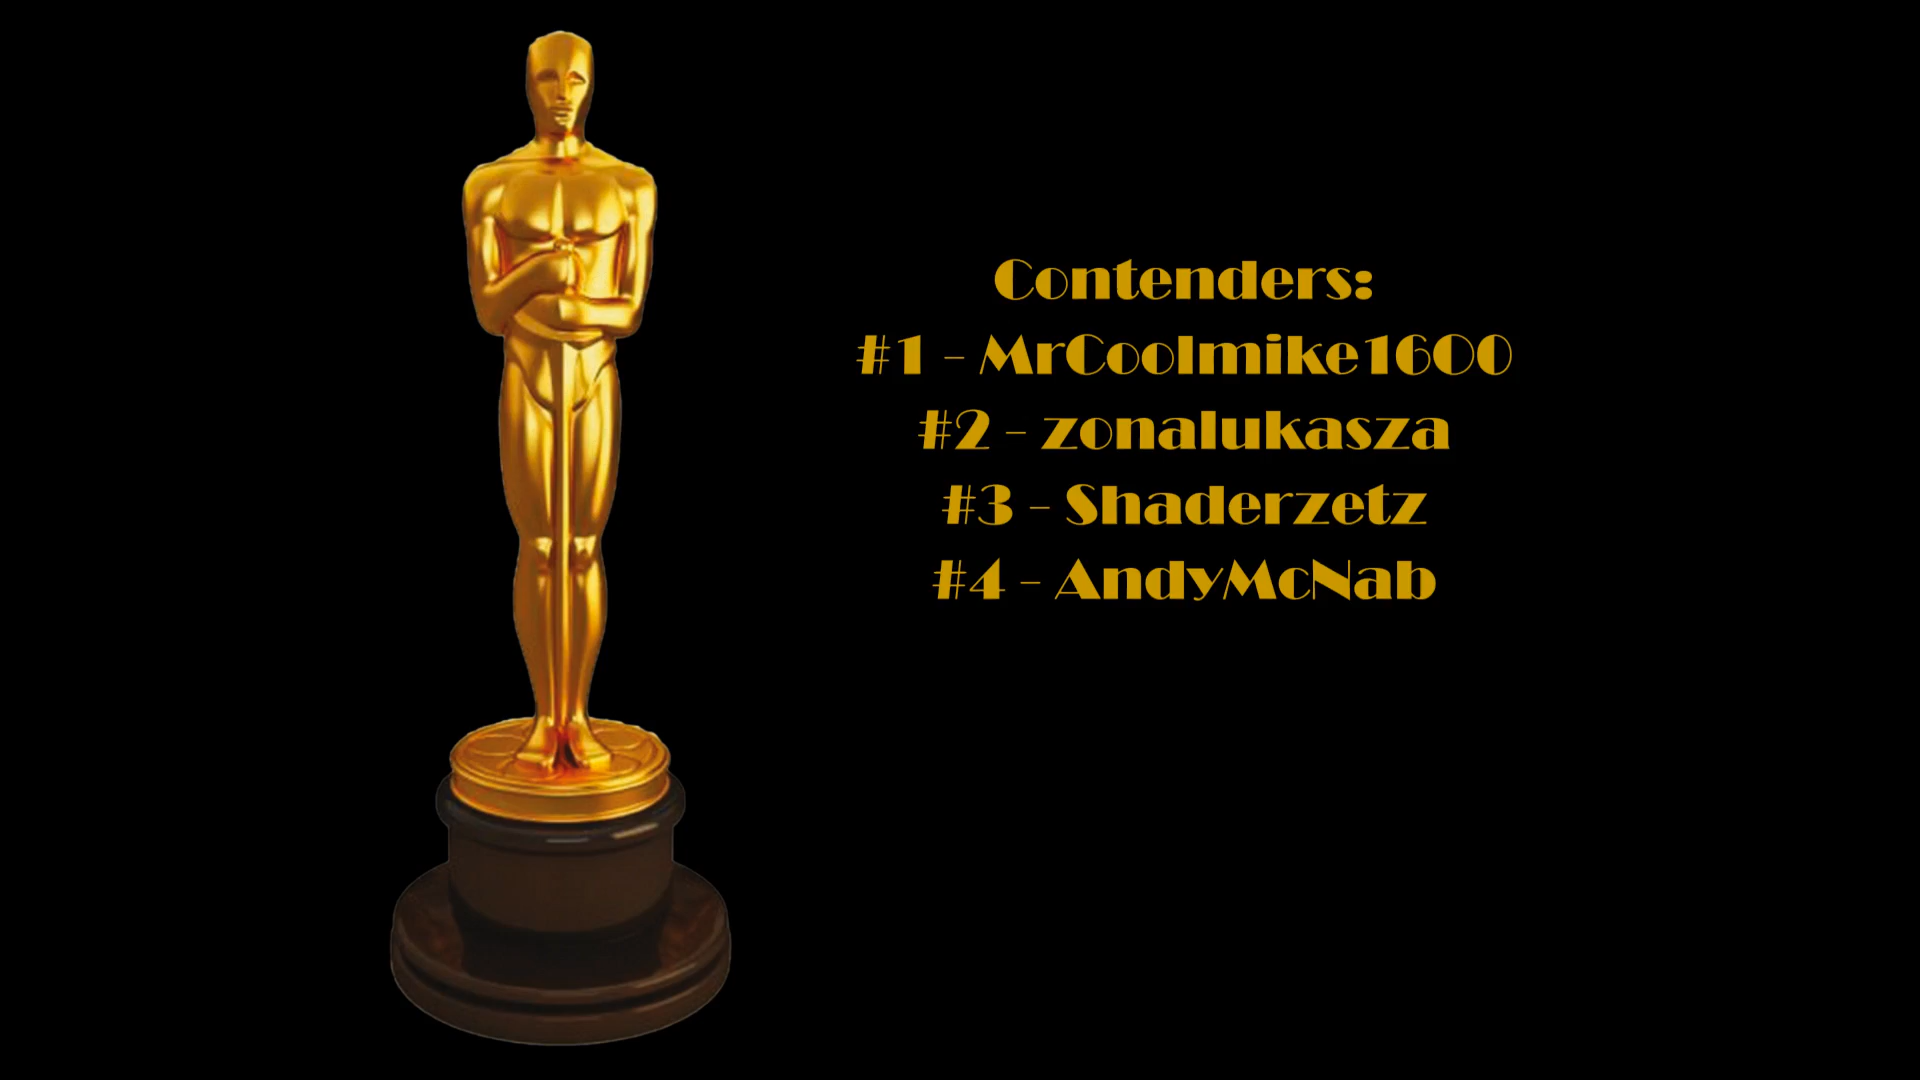 Contenders:
#1 - MrCoolmike1600
#2 - zonalukasza
#3 - Shaderzetz
#4 - AndyMcNab